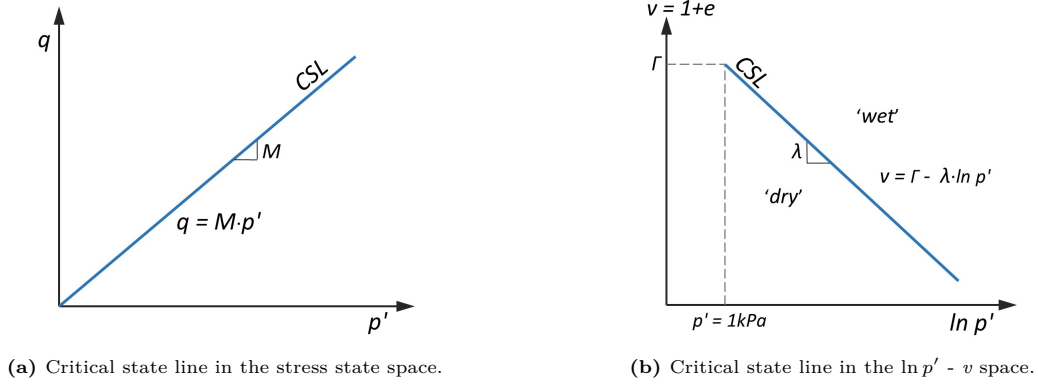 q
CSL
M
q = M·p'
p'
(a) Critical state line in the stress state space.
v = 1+e
Γ
CSL
'wet'
λ
v = Γ - λ·ln p'
'dry'
p' = 1kPa
ln p'
(b) Critical state line in the ln p′ - v space.